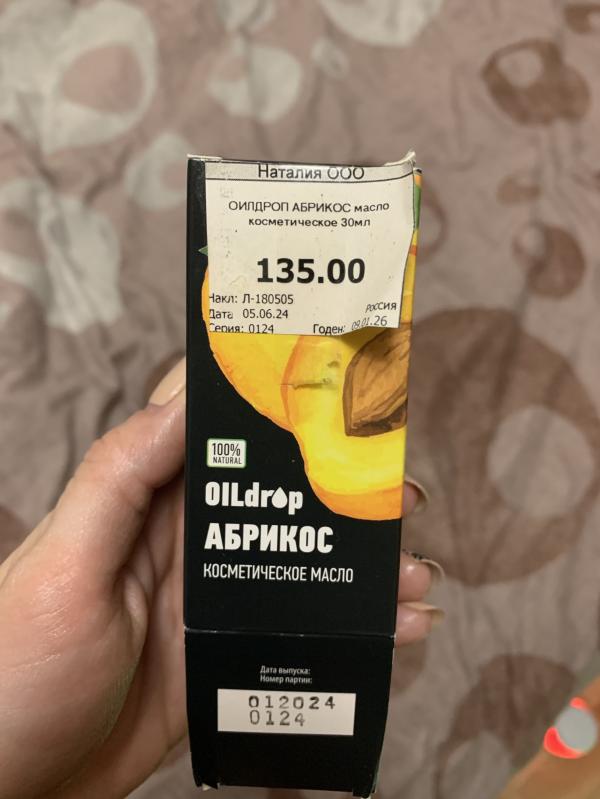 Наталия ООО
ОИЛДРОП АБРИКОС масло
косметическое 30мл
135.00
Накл: Л-180505
Россия
Дата 05.06.24
Серия: 0124 Годен: 09.01.26
100%
NATURAL
OILdrop
АБРИКОС
КОСМЕТИЧЕСКОЕ МАСЛО
Дата выпуска:
Номер партии:
012024
0124